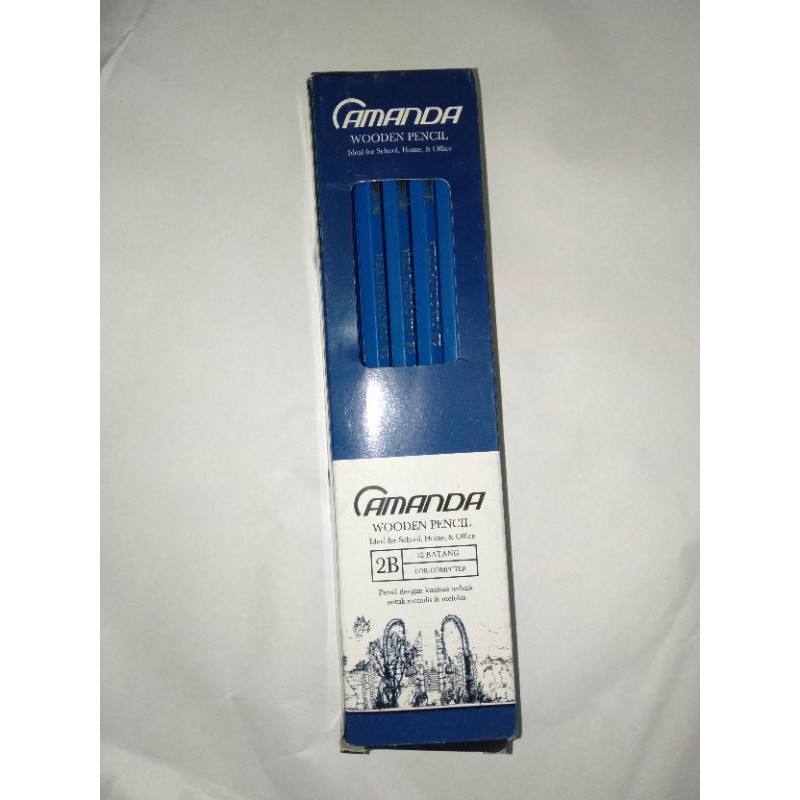 AMANDA
WOODEN PENCIL
Ideal for School, Home, & Office
AMANDA
WOODEN PENCIL
Ideal for School, Home, & Office
2B
12 BATANG
FOR COMPUTER
Pensil dengan kualitas terbaik
untuk menulis & melukis